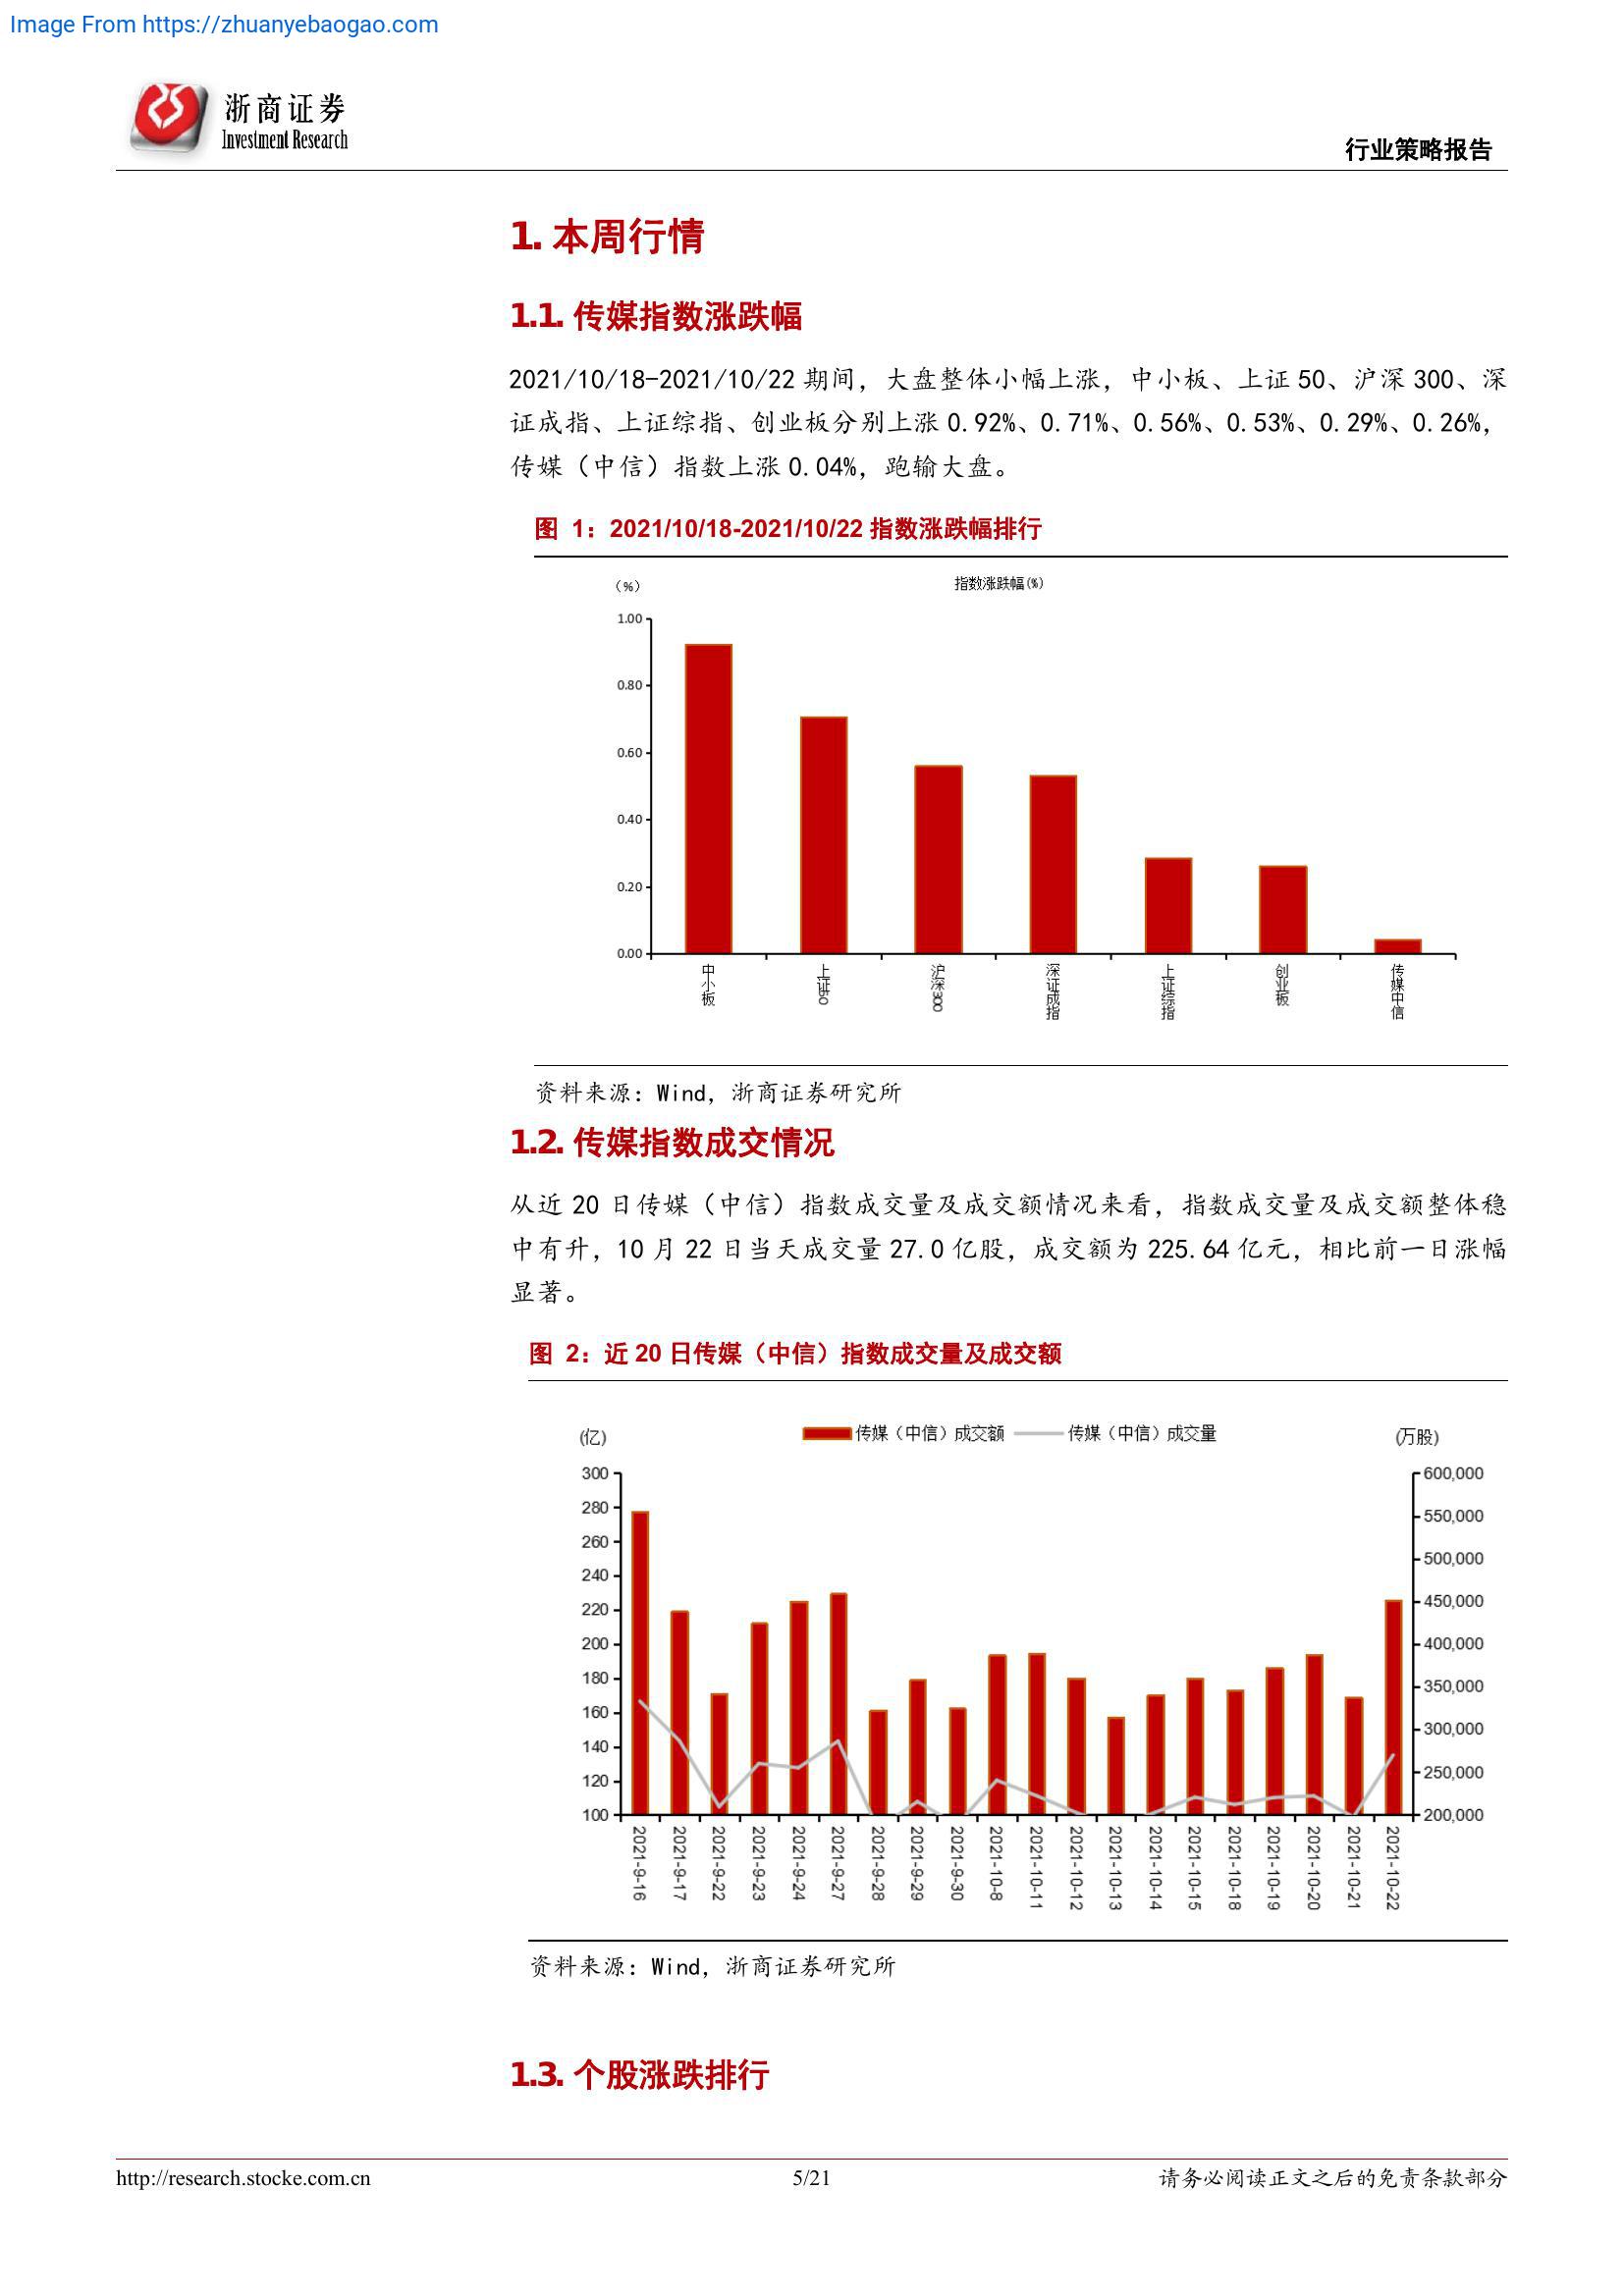 Image From https://zhuanyebaogao.com
浙商证券
Investment Research
行业策略报告
1. 本周行情
1.1. 传媒指数涨跌幅
2021/10/18-2021/10/22 期间，大盘整体小幅上涨，中小板、上证 50、沪深 300、深
证成指、上证综指、创业板分别上涨 0.92%、0.71%、0.56%、0.53%、0.29%、0.26%，
传媒（中信）指数上涨 0.04%，跑输大盘。
图 1：2021/10/18-2021/10/22 指数涨跌幅排行
（%）
指数涨跌幅(%)
1.00
0.80
0.60
0.40
0.20
0.00
中小板
上证50
沪深300
深证成指
上证综指
创业板
传媒中信
资料来源：Wind，浙商证券研究所
1.2. 传媒指数成交情况
从近 20 日传媒（中信）指数成交量及成交额情况来看，指数成交量及成交额整体稳
中有升，10 月 22 日当天成交量 27.0 亿股，成交额为 225.64 亿元，相比前一日涨幅
显著。
图 2：近 20 日传媒（中信）指数成交量及成交额
(亿)
传媒（中信）成交额
传媒（中信）成交量
(万股)
300
280
260
240
220
200
180
160
140
120
100
600,000
550,000
500,000
450,000
400,000
350,000
300,000
250,000
200,000
2021-9-16
2021-9-17
2021-9-22
2021-9-23
2021-9-24
2021-9-27
2021-9-28
2021-9-29
2021-9-30
2021-10-8
2021-10-11
2021-10-12
2021-10-13
2021-10-14
2021-10-15
2021-10-18
2021-10-19
2021-10-20
2021-10-21
2021-10-22
资料来源：Wind，浙商证券研究所
1.3. 个股涨跌排行
http://research.stocke.com.cn
5/21
请务必阅读正文之后的免责条款部分